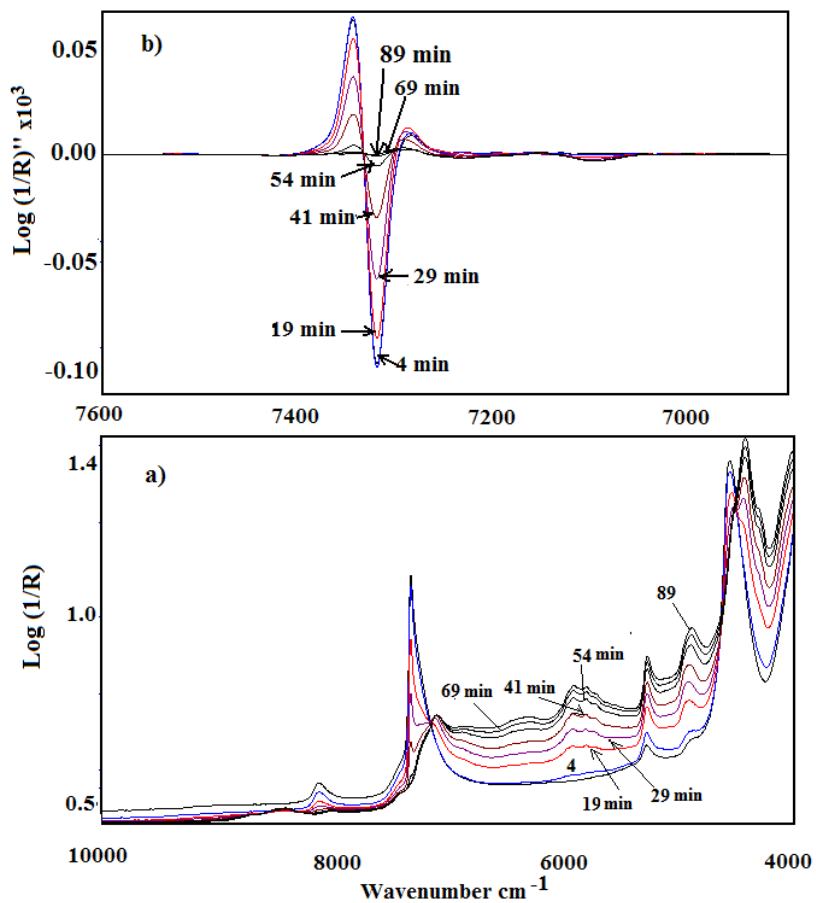 b)
0.05
0.00
-0.05
-0.10
Log (1/R)'' x10³
89 min
69 min
54 min
41 min
29 min
19 min
4 min
7600
7400
7200
7000
a)
1.4
1.0
0.5
Log (1/R)
89
54 min
41 min
69 min
4
19 min
29 min
10000
8000
6000
4000
Wavenumber cm⁻¹